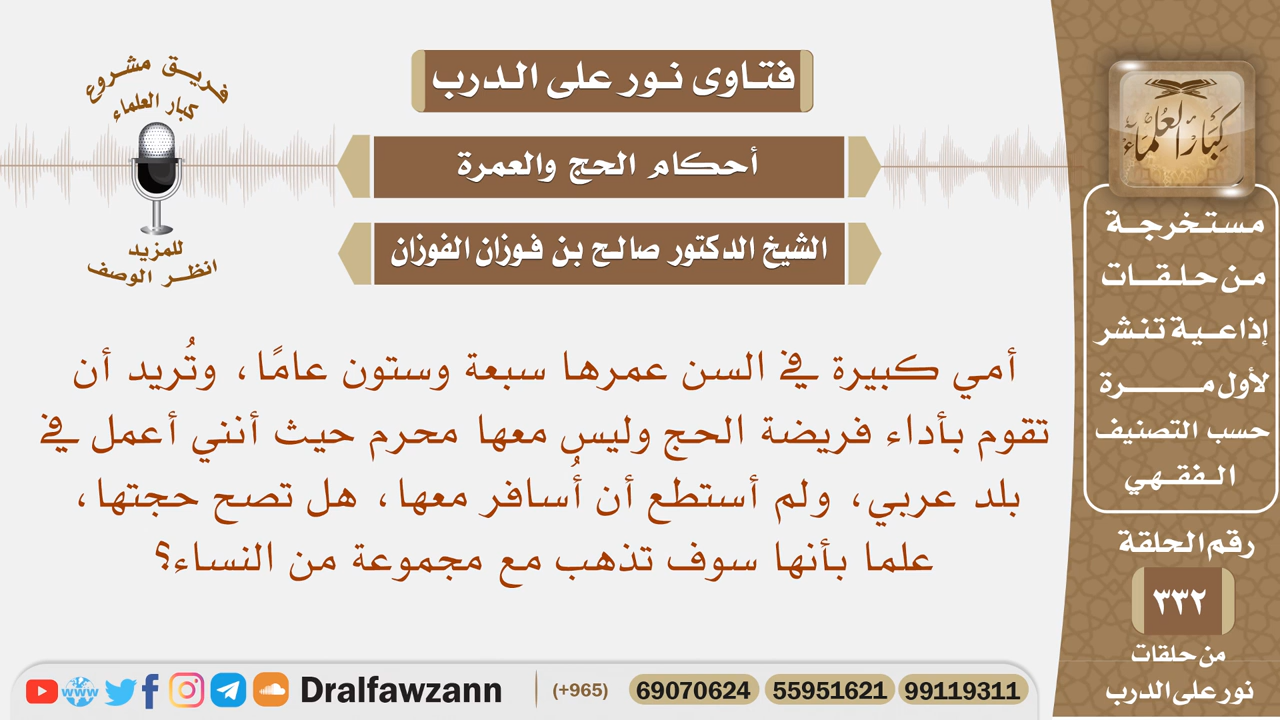 فتاوى نور على الدرب
أحكام الحج والعمرة
الشيخ الدكتور صالح بن فوزان الفوزان
فريق مشروع
كبار العلماء
للمزيد
انظر الوصف
أمي كبيرة في السن عمرها سبعة وستون عامًا، وتُريد أن
تقوم بأداء فريضة الحج وليس معها محرم حيث أنني أعمل في
بلد عربي، ولم أستطع أن أُسافر معها، هل تصح حجتها،
علما بأنها سوف تذهب مع مجموعة من النساء؟
كبار العلماء
مستخرجة
من حلقات
إذاعية تنشر
لأول مرة
حسب التصنيف
الفقهي
رقم الحلقة
٣٣٢
من حلقات
نور على الدرب
www
Dralfawzann
(+965)
69070624
55951621
99119311